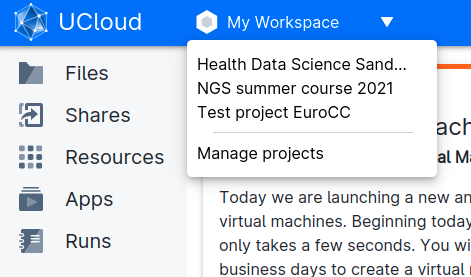 UCloud
My Workspace
Health Data Science Sand...
NGS summer course 2021
Test project EuroCC
Manage projects
Files
Shares
Resources
Apps
Runs
Today we are launching a new an
virtual machines. Beginning today
only takes a few seconds. You wi
business days to create a virtual